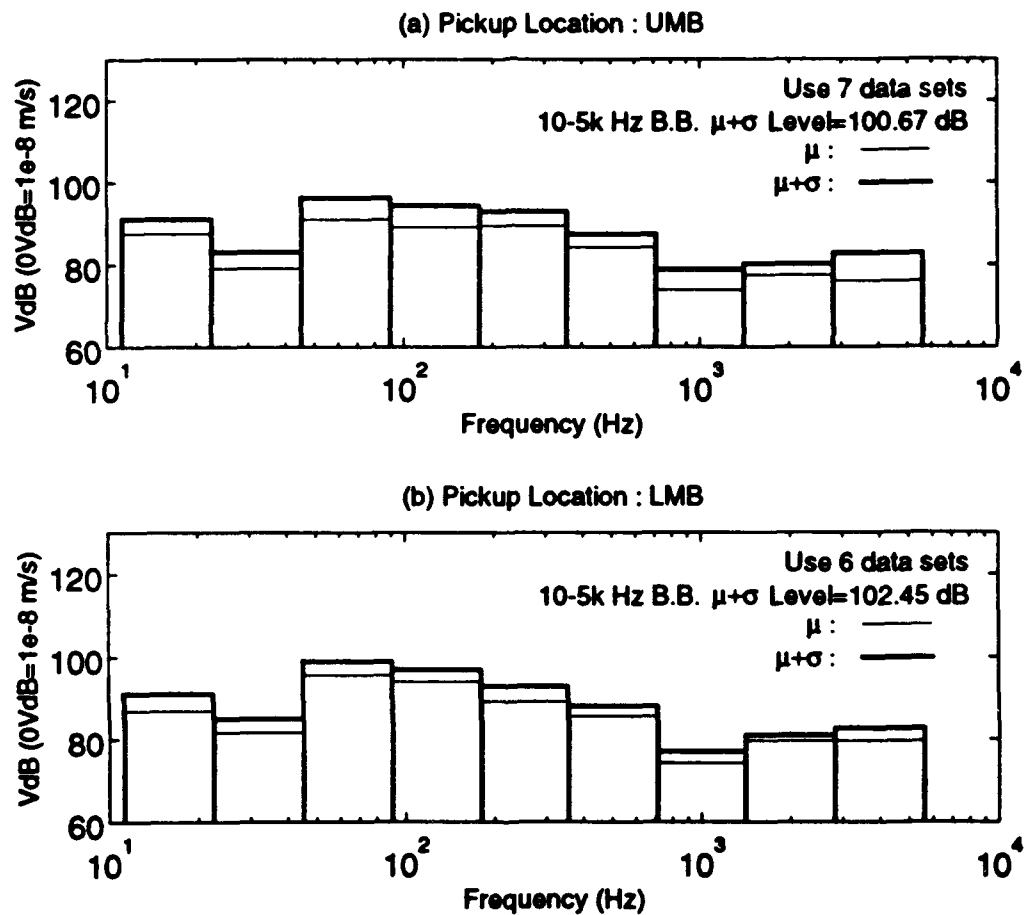 (a) Pickup Location : UMB
VdB (0VdB=1e-8 m/s)
120
100
80
60
Use 7 data sets
10-5k Hz B.B. μ+σ Level=100.67 dB
μ :
μ+σ :
10¹ 10² 10³ 10⁴
Frequency (Hz)
(b) Pickup Location : LMB
VdB (0VdB=1e-8 m/s)
120
100
80
60
Use 6 data sets
10-5k Hz B.B. μ+σ Level=102.45 dB
μ :
μ+σ :
10¹ 10² 10³ 10⁴
Frequency (Hz)